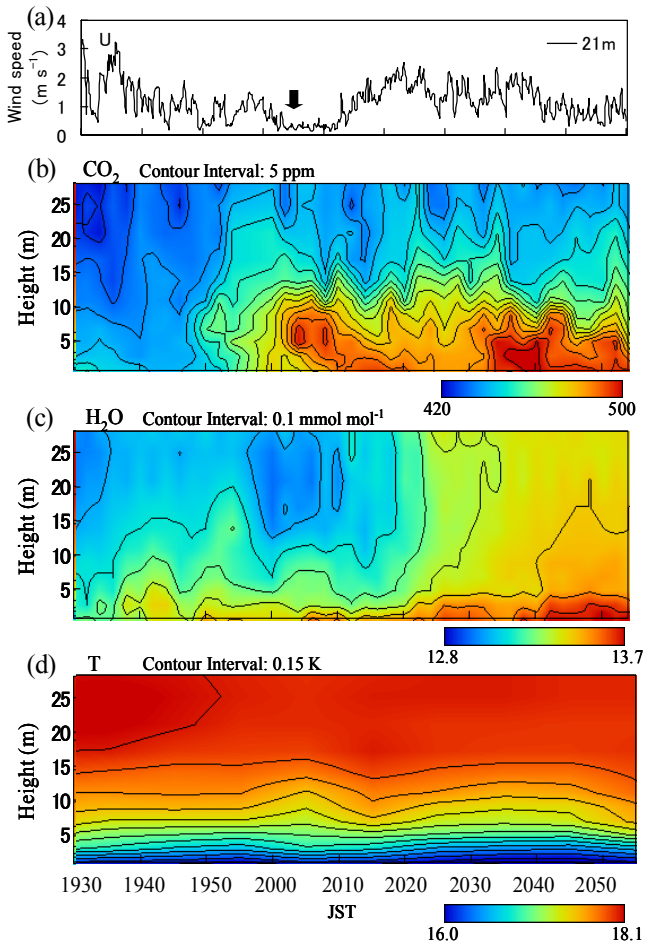 (a)
4
3
2
1
0
Wind speed
(m s⁻¹)
U
21m
(b) CO₂ Contour Interval: 5 ppm
25
20
15
10
5
Height (m)
420 500
(c) H₂O Contour Interval: 0.1 mmol mol⁻¹
25
20
15
10
5
Height (m)
12.8 13.7
(d) T Contour Interval: 0.15 K
25
20
15
10
5
Height (m)
1930 1940 1950 2000 2010 2020 2030 2040 2050
JST
16.0 18.1